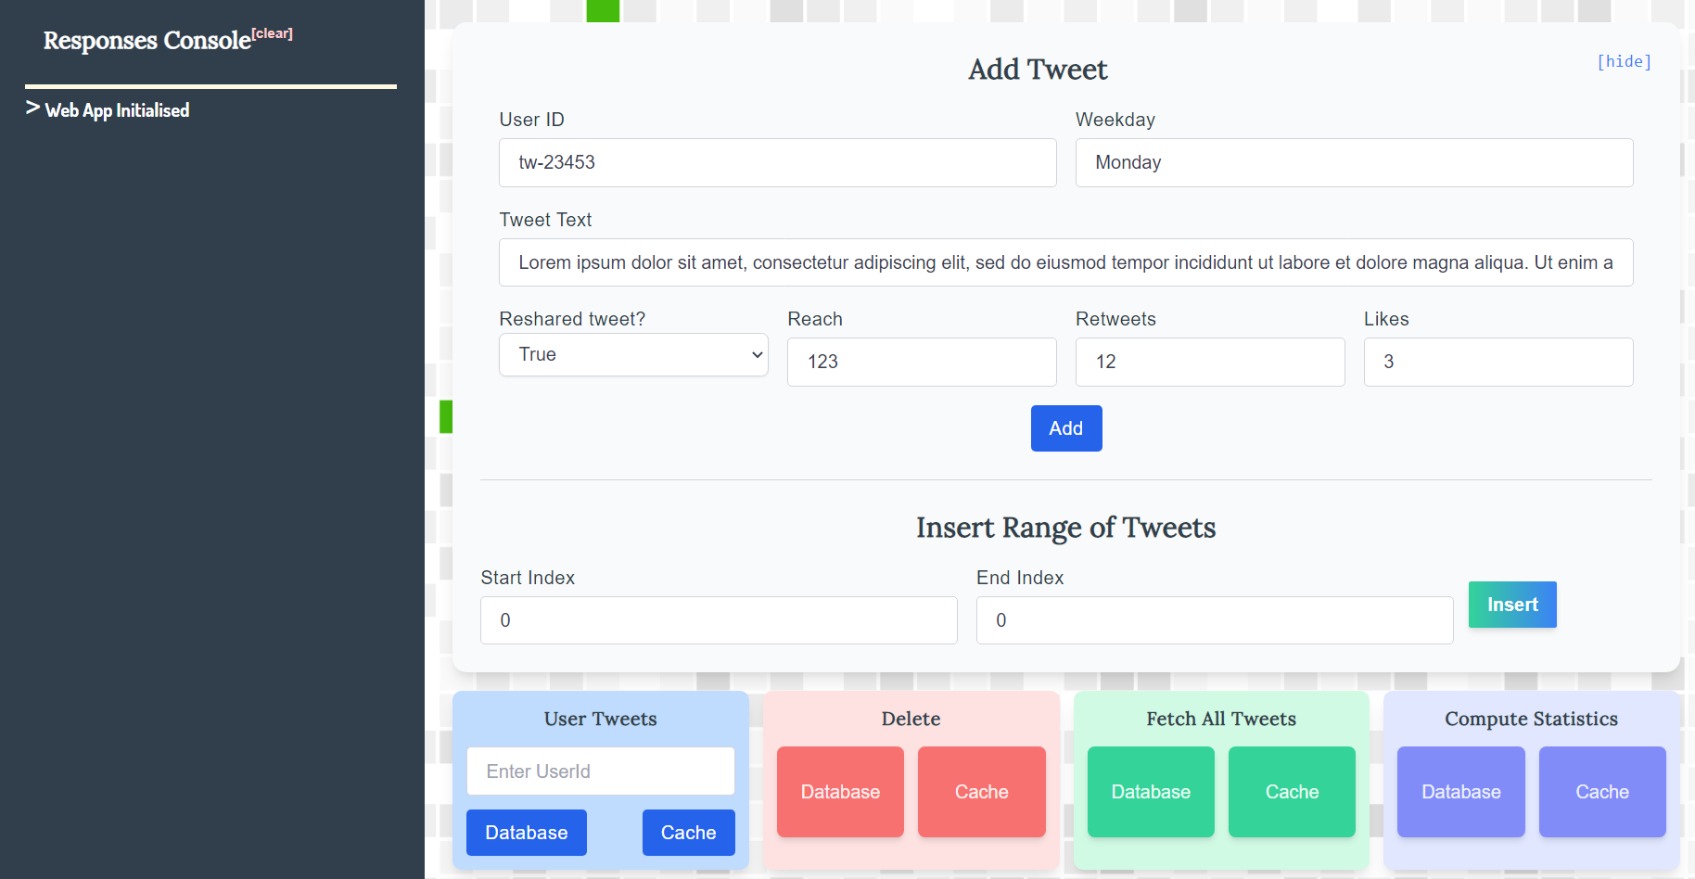 Responses Console[clear]
> Web App Initialised
Add Tweet
[hide]
User ID
Weekday
tw-23453
Monday
Tweet Text
Lorem ipsum dolor sit amet, consectetur adipiscing elit, sed do eiusmod tempor incididunt ut labore et dolore magna aliqua. Ut enim a
Reshared tweet?
Reach
Retweets
Likes
True
123
12
3
Add
Insert Range of Tweets
Start Index
End Index
0
0
Insert
User Tweets
Enter UserId
Database
Cache
Delete
Database
Cache
Fetch All Tweets
Database
Cache
Compute Statistics
Database
Cache